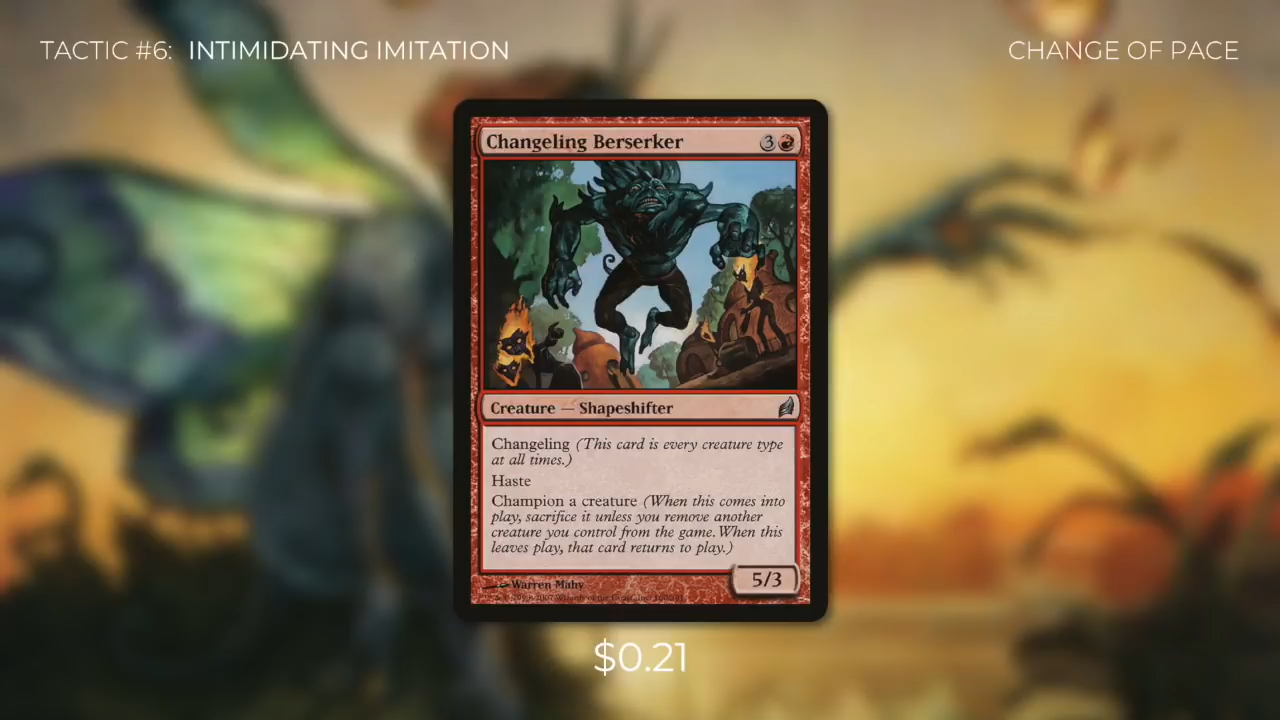 TACTIC #6: INTIMIDATING IMITATION
CHANGE OF PACE
Changeling Berserker 3
Creature — Shapeshifter
Changeling (This card is every creature type
at all times.)
Haste
Champion a creature (When this comes into
play, sacrifice it unless you remove another
creature you control from the game. When this
leaves play, that card returns to play.)
Warren Mahy
5/3
$0.21